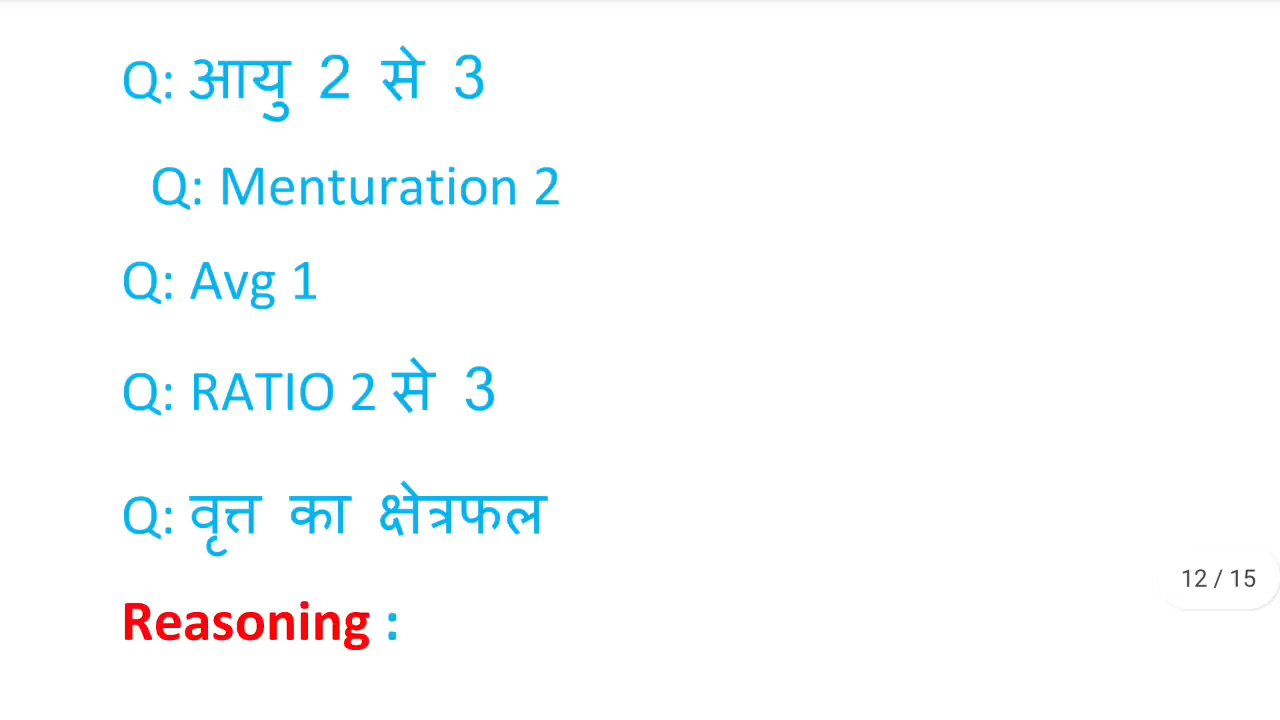 Q: आयु 2 से 3
Q: Menturation 2
Q: Avg 1
Q: RATIO 2 से 3
Q: वृत्त का क्षेत्रफल
12 / 15
Reasoning :